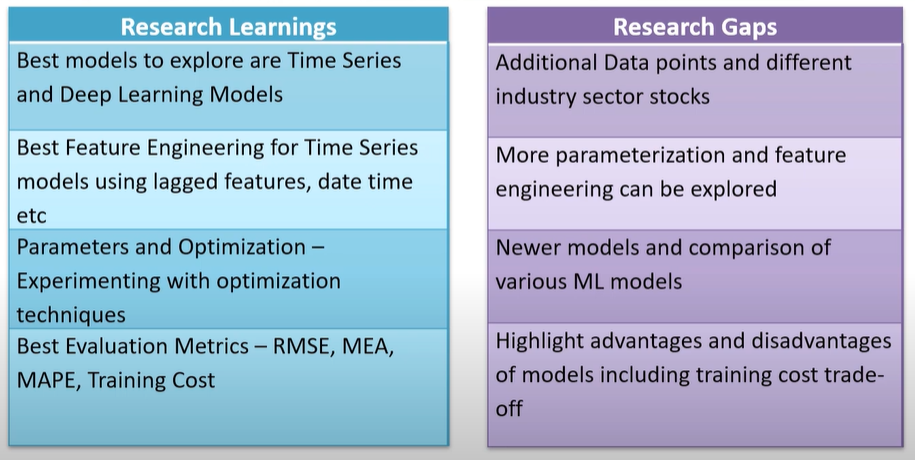 Research Learnings
Best models to explore are Time Series
and Deep Learning Models
Best Feature Engineering for Time Series
models using lagged features, date time
etc
Parameters and Optimization –
Experimenting with optimization
techniques
Best Evaluation Metrics – RMSE, MEA,
MAPE, Training Cost
Research Gaps
Additional Data points and different
industry sector stocks
More parameterization and feature
engineering can be explored
Newer models and comparison of
various ML models
Highlight advantages and disadvantages
of models including training cost trade-
off